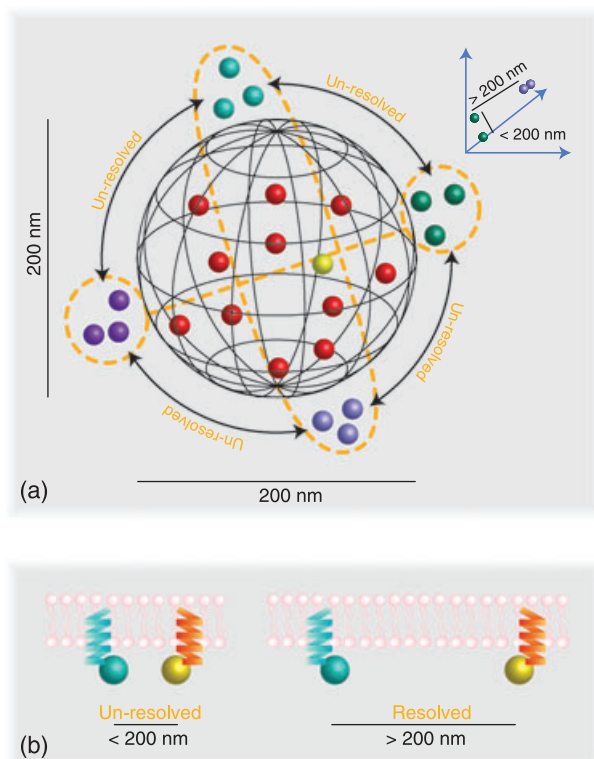 Un-resolved
> 200 nm
< 200 nm
Un-resolved
200 nm
Un-resolved
Un-resolved
(a)
200 nm
Un-resolved
< 200 nm
Resolved
> 200 nm
(b)